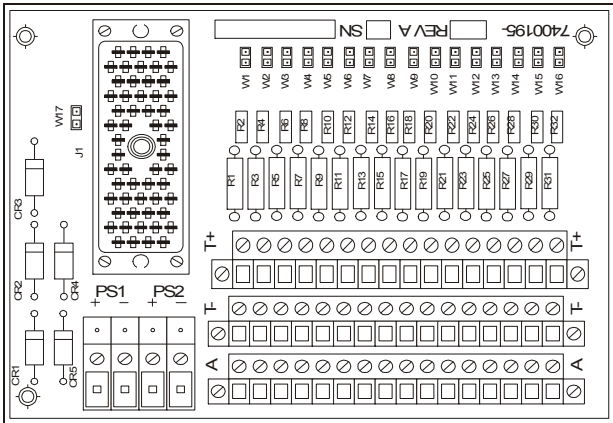 7400195- REV A SN
W1 W2 W3 W4 W5 W6 W7 W8 W9 W10 W11 W12 W13 W14 W15 W16
W17
J1
R2 R4 R6 R8 R10 R12 R14 R16 R18 R20 R22 R24 R26 R28 R30 R32
R1 R3 R5 R7 R9 R11 R13 R15 R17 R19 R21 R23 R25 R27 R29 R31
CR3
CR2 CR4
CR1 CR5
PS1 PS2
+ - + -
T+ T+
T- T-
A A